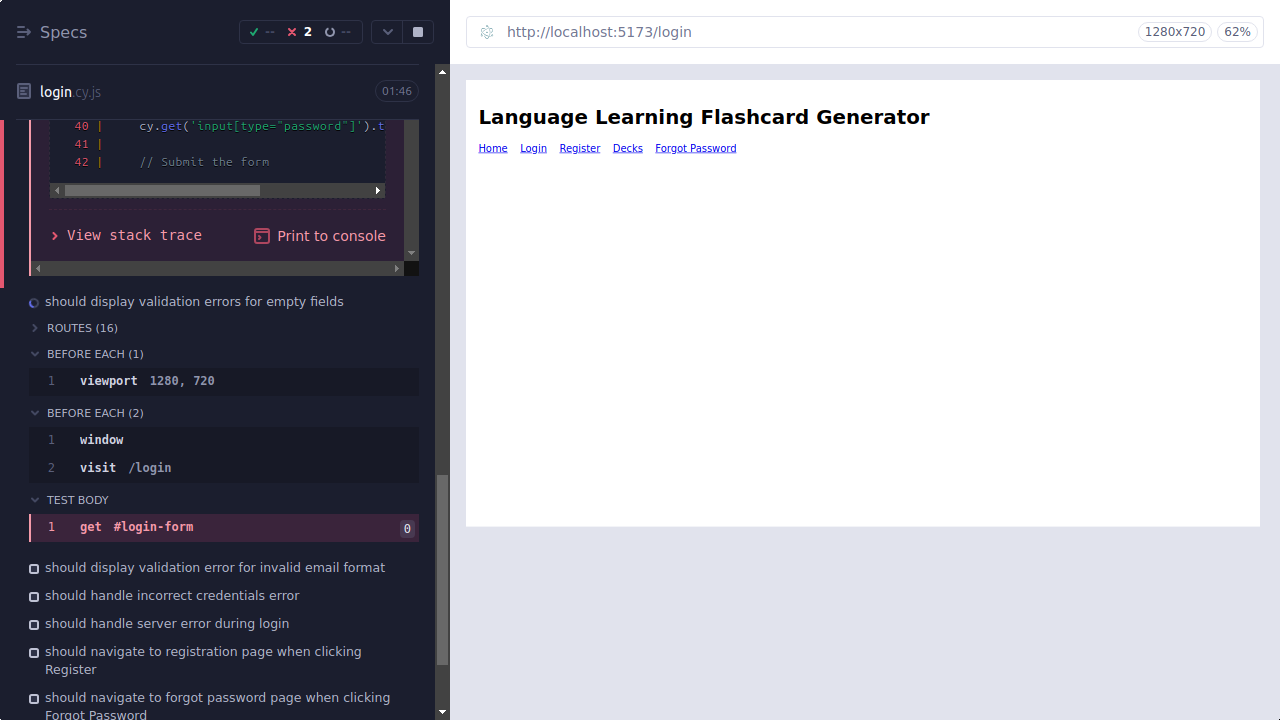 Specs
-- 2 --
login.cy.js 01:46
40 | cy.get('input[type="password"]').t
41 |
42 | // Submit the form
View stack trace Print to console
should display validation errors for empty fields
ROUTES (16)
BEFORE EACH (1)
1 viewport 1280, 720
BEFORE EACH (2)
1 window
2 visit /login
TEST BODY
1 get #login-form 0
should display validation error for invalid email format
should handle incorrect credentials error
should handle server error during login
should navigate to registration page when clicking
Register
should navigate to forgot password page when clicking
Forgot Password
http://localhost:5173/login 1280x720 62%
Language Learning Flashcard Generator
Home Login Register Decks Forgot Password